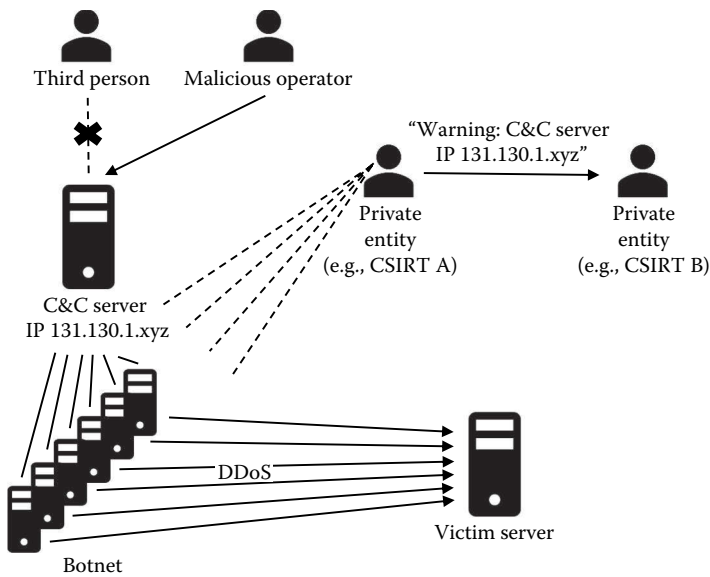 Third person
Malicious operator
“Warning: C&C server
IP 131.130.1.xyz”
Private
entity
(e.g., CSIRT A)
Private
entity
(e.g., CSIRT B)
C&C server
IP 131.130.1.xyz
DDoS
Victim server
Botnet